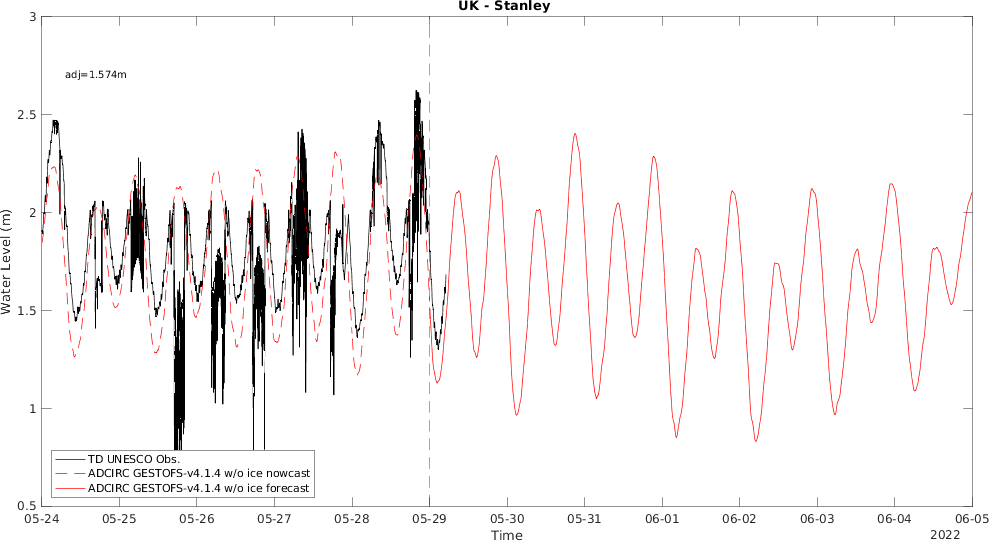 UK - Stanley
3
2.5
2
1.5
1
0.5
Water Level (m)
adj=1.574m
TD UNESCO Obs.
ADCIRC GESTOFS-v4.1.4 w/o ice nowcast
ADCIRC GESTOFS-v4.1.4 w/o ice forecast
05-24 05-25 05-26 05-27 05-28 05-29 05-30 05-31 06-01 06-02 06-03 06-04 06-05
Time
2022